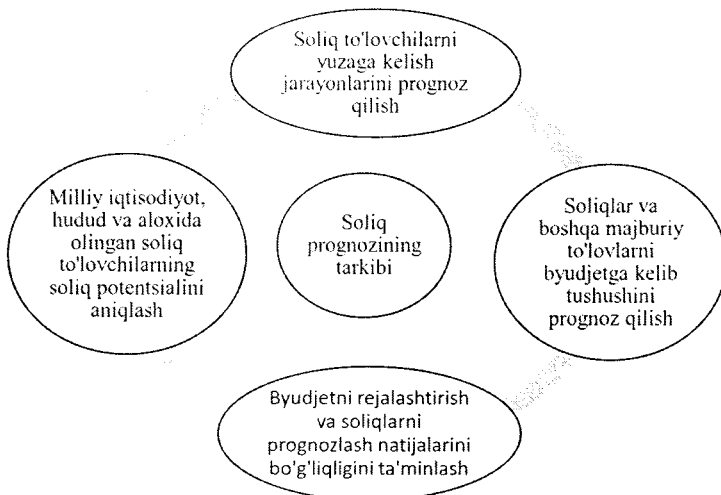 Soliq to'lovchilarni
yuzaga kelish
jarayonlarini prognoz
qilish
Milliy iqtisodiyot,
hudud va aloxida
olingan soliq
to'lovchilarning
soliq potentsialini
aniqlash
Soliq
prognozining
tarkibi
Soliqlar va
boshqa majburiy
to'lovlarni
byudjetga kelib
tushushini
prognoz qilish
Byudjetni rejalashtirish
va soliqlarni
prognozlash natijalarini
bo'g'liqligini ta'minlash